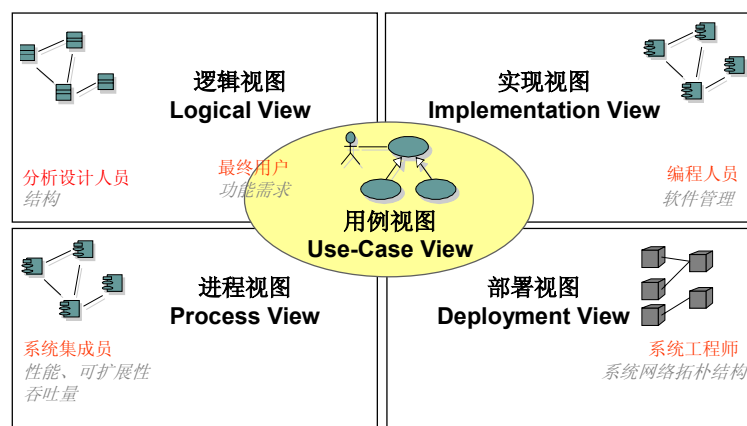 逻辑视图
Logical View
分析设计人员
结构
实现视图
Implementation View
编程人员
软件管理
最终用户
功能需求
用例视图
Use-Case View
进程视图
Process View
系统集成员
性能、可扩展性
吞吐量
部署视图
Deployment View
系统工程师
系统网络拓朴结构